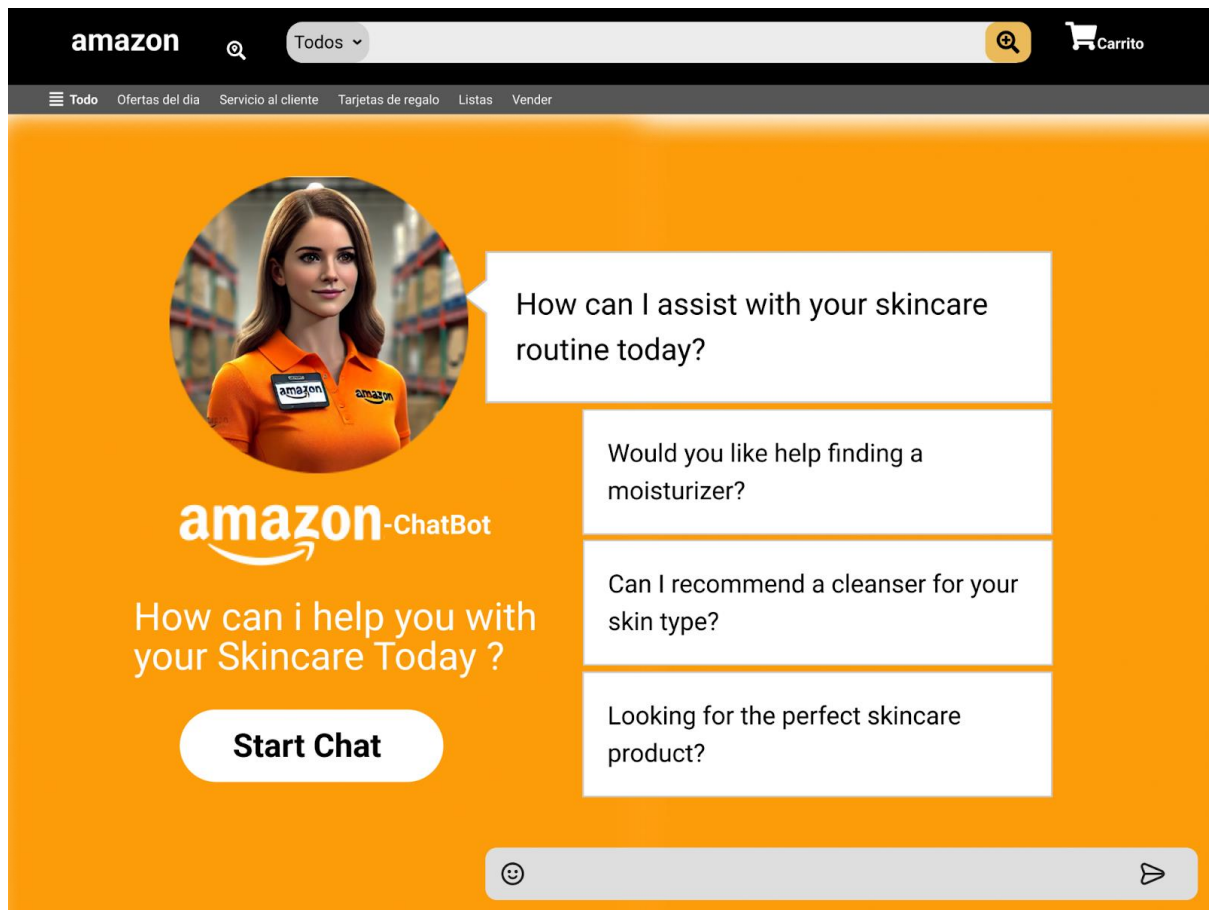 amazon
Todos
Carrito
Todo Ofertas del dia Servicio al cliente Tarjetas de regalo Listas Vender
amazon
amazon
How can I assist with your skincare
routine today?
Would you like help finding a
moisturizer?
Can I recommend a cleanser for your
skin type?
Looking for the perfect skincare
product?
amazon-ChatBot
How can i help you with
your Skincare Today ?
Start Chat